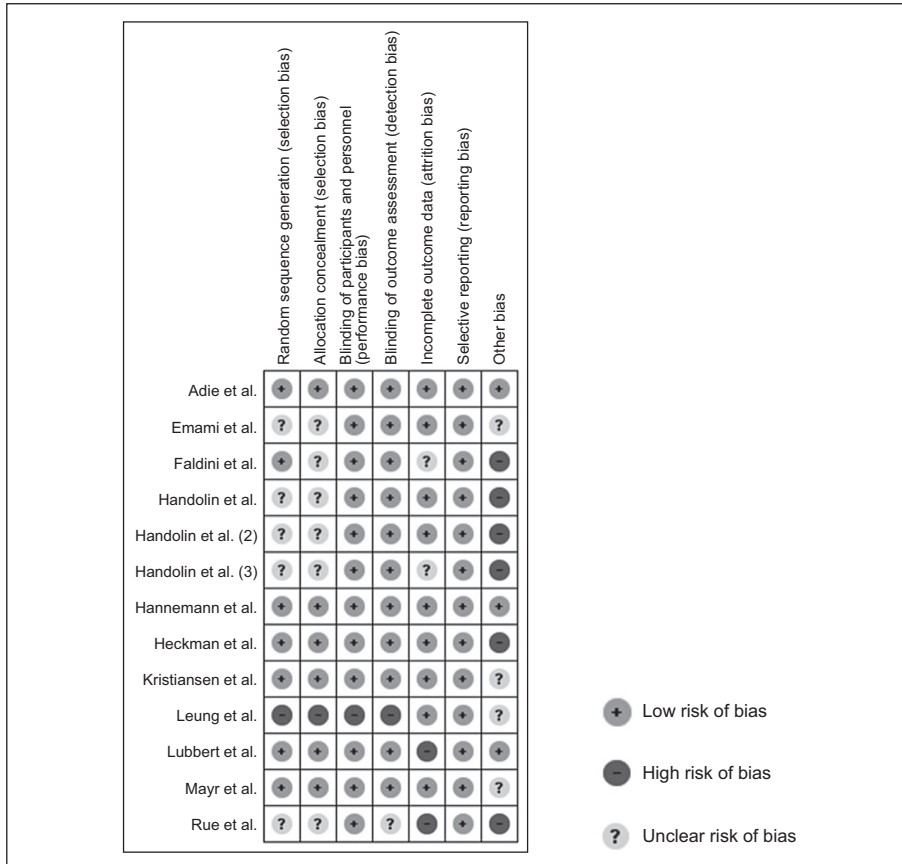 Random sequence generation (selection bias)
Allocation concealment (selection bias)
Blinding of participants and personnel
(performance bias)
Blinding of outcome assessment (detection bias)
Incomplete outcome data (attrition bias)
Selective reporting (reporting bias)
Other bias
Adie et al. + + + + + + +
Emami et al. ? ? + + + + ?
Faldini et al. + ? + + ? + -
Handolin et al. ? ? + + + + -
Handolin et al. (2) ? ? + + + + -
Handolin et al. (3) ? ? + + ? + -
Hannemann et al. + + + + + + +
Heckman et al. + + + + + + -
Kristiansen et al. + + + + + + ?
Leung et al. - - - - + + ?
Lubbert et al. + + + + - + +
Mayr et al. + + + + + + ?
Rue et al. ? ? + ? - + -
+ Low risk of bias
- High risk of bias
? Unclear risk of bias